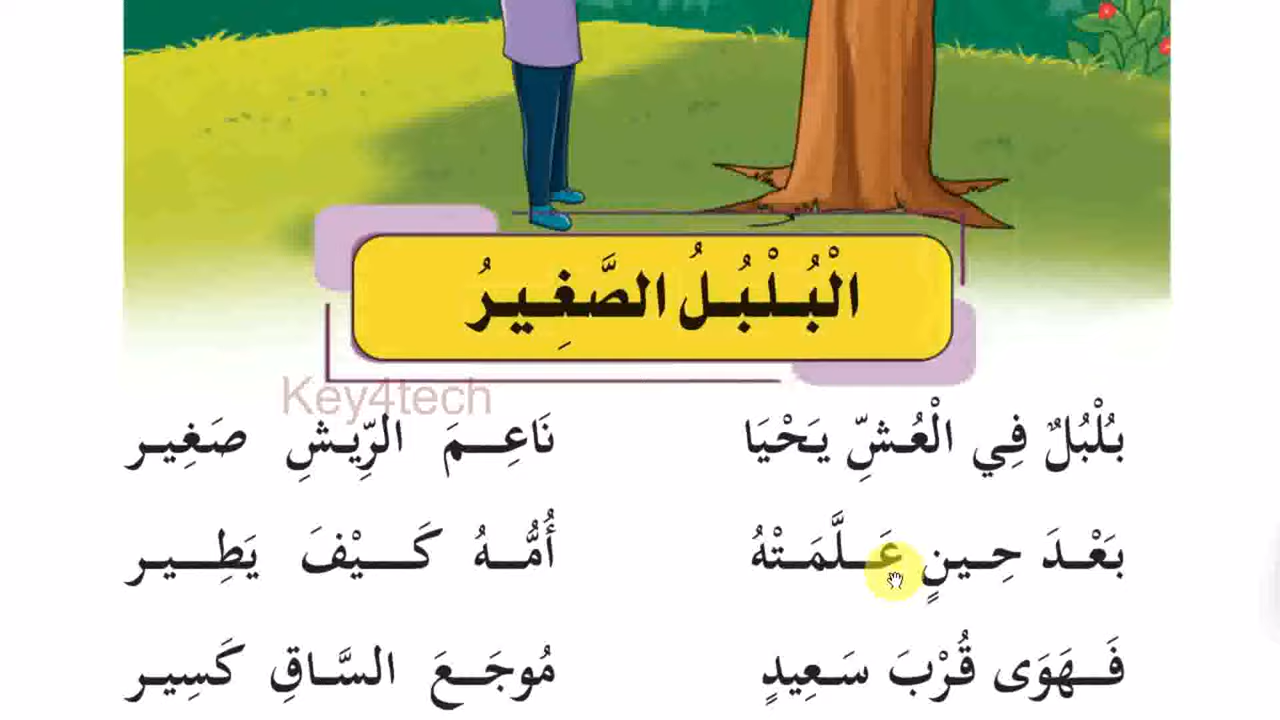 الْبُلْبُلُ الصَّغِيرُ
Key4tech
بُلْبُلٌ فِي الْعُشِّ يَحْيَا نَاعِمَ الرِّيشِ صَغِير
بَعْدَ حِينٍ عَلَّمَتْهُ أُمُّهُ كَيْفَ يَطِير
فَهَوَى قُرْبَ سَعِيدٍ مُوجَعَ السَّاقِ كَسِير